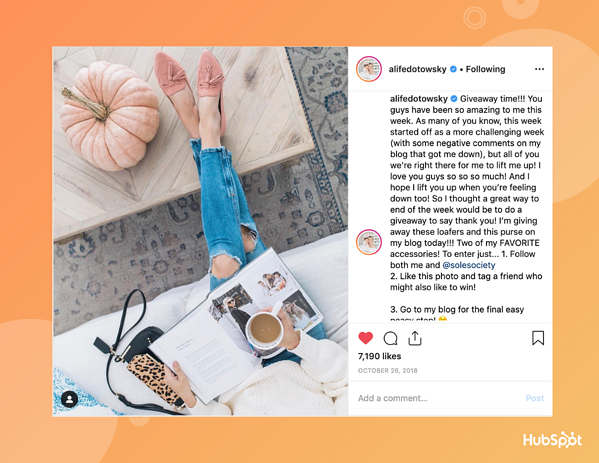 alifedotowsky • Following
alifedotowsky Giveaway time!!! You
guys have been so amazing to me this
week. As many of you know, this week
started off as a more challenging week
(with some negative comments on my
blog that got me down), but all of you
we're right there for me to lift me up! I
love you guys so so so much! And I
hope I lift you up when you're feeling
down too! So I thought a great way to
end of the week would be to do a
giveaway to say thank you! I'm giving
away these loafers and this purse on
my blog today!!! Two of my FAVORITE
accessories! To enter just... 1. Follow
both me and @solesociety
2. Like this photo and tag a friend who
might also like to win!
3. Go to my blog for the final easy
7,190 likes
OCTOBER 26, 2018
Add a comment...
Post
HubSpot